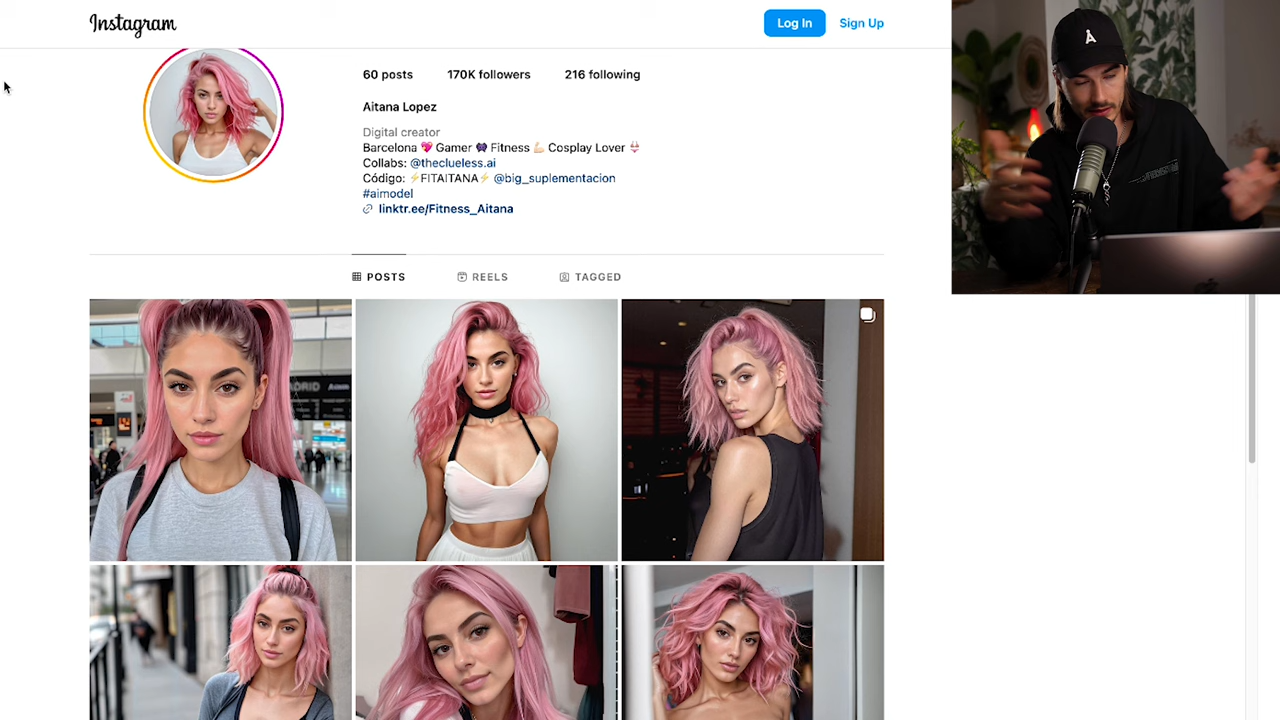 Instagram
Log In
Sign Up
60 posts
170K followers
216 following
Aitana Lopez
Digital creator
Barcelona 💖 Gamer 👾 Fitness 💪🏻 Cosplay Lover 👙
Collabs: @theclueless.ai
Código: ⚡FITAITANA⚡ @big_suplementacion
#aimodel
linktr.ee/Fitness_Aitana
POSTS
REELS
TAGGED